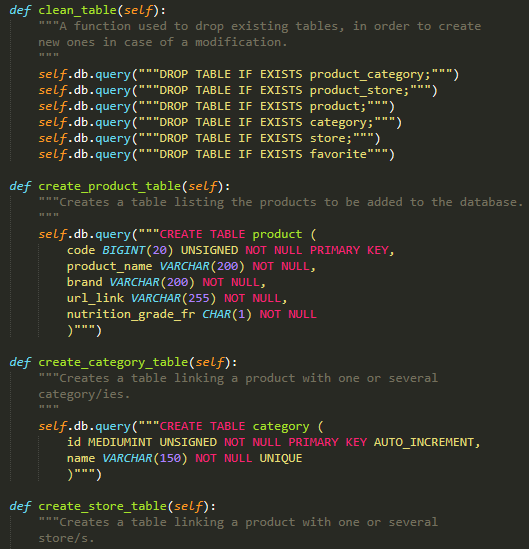 def clean_table(self):
    """A function used to drop existing tables, in order to create
    new ones in case of a modification.
    """
    self.db.query("""DROP TABLE IF EXISTS product_category;""")
    self.db.query("""DROP TABLE IF EXISTS product_store;""")
    self.db.query("""DROP TABLE IF EXISTS product;""")
    self.db.query("""DROP TABLE IF EXISTS category;""")
    self.db.query("""DROP TABLE IF EXISTS store;""")
    self.db.query("""DROP TABLE IF EXISTS favorite""")

def create_product_table(self):
    """Creates a table listing the products to be added to the database.
    """
    self.db.query("""CREATE TABLE product (
        code BIGINT(20) UNSIGNED NOT NULL PRIMARY KEY,
        product_name VARCHAR(200) NOT NULL,
        brand VARCHAR(200) NOT NULL,
        url_link VARCHAR(255) NOT NULL,
        nutrition_grade_fr CHAR(1) NOT NULL
        )""")

def create_category_table(self):
    """Creates a table linking a product with one or several
    category/ies.
    """
    self.db.query("""CREATE TABLE category (
        id MEDIUMINT UNSIGNED NOT NULL PRIMARY KEY AUTO_INCREMENT,
        name VARCHAR(150) NOT NULL UNIQUE
        )""")

def create_store_table(self):
    """Creates a table linking a product with one or several
    store/s.